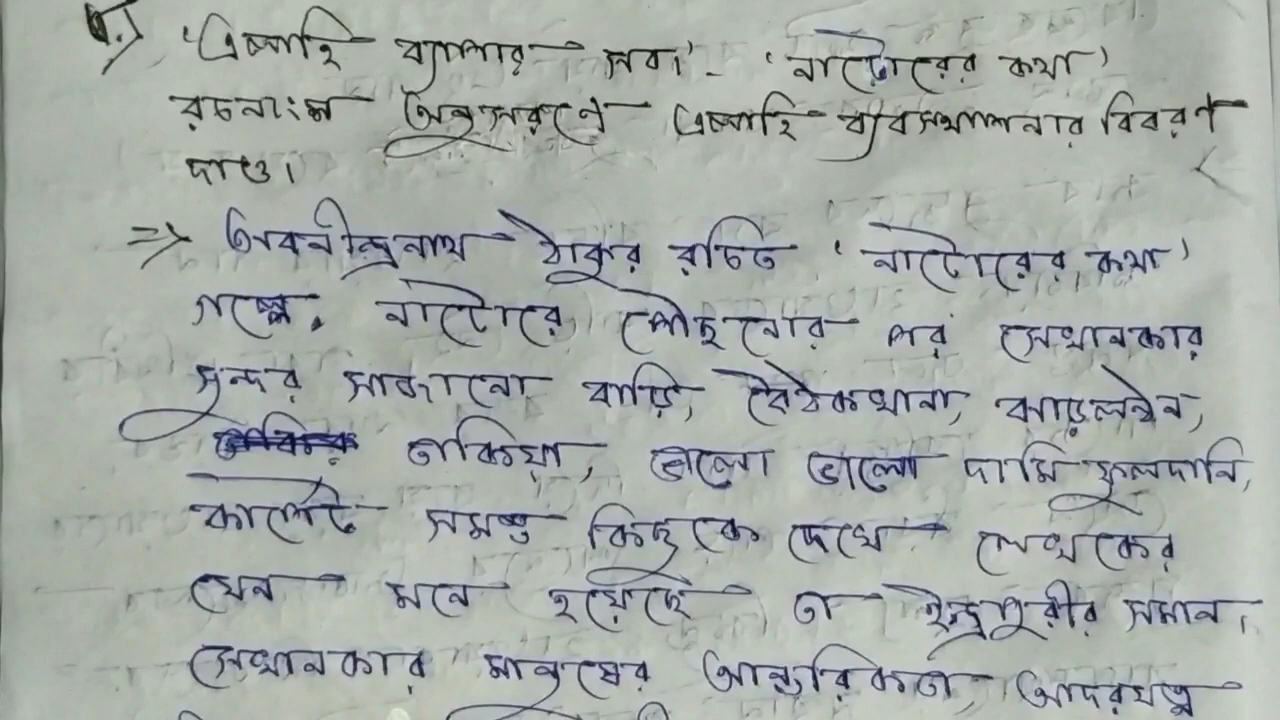 ৭.) 'এলাহি ব্যাপার সব।' - 'নাটোরের কথা'
রচনাংশ অনুসরণে এলাহি ব্যবস্থাপনার বিবরণ
দাও।
=> অবনীন্দ্রনাথ ঠাকুর রচিত 'নাটোরের কথা'
গল্পে, নাটোরে পৌছনোর পর সেখানকার
সুন্দর সাজানো বাড়ি, বৈঠকখানা, ঝাড়লন্ঠন,
তাকিয়া, ভালো ভালো দামি ফুলদানি,
কার্পেট সমস্ত কিছুকে দেখে লেখকের
যেন মনে হয়েছে তা ইন্দ্রপুরীর সমান।
সেখানকার মানুষের আন্তরিকতা, আদরযত্ন